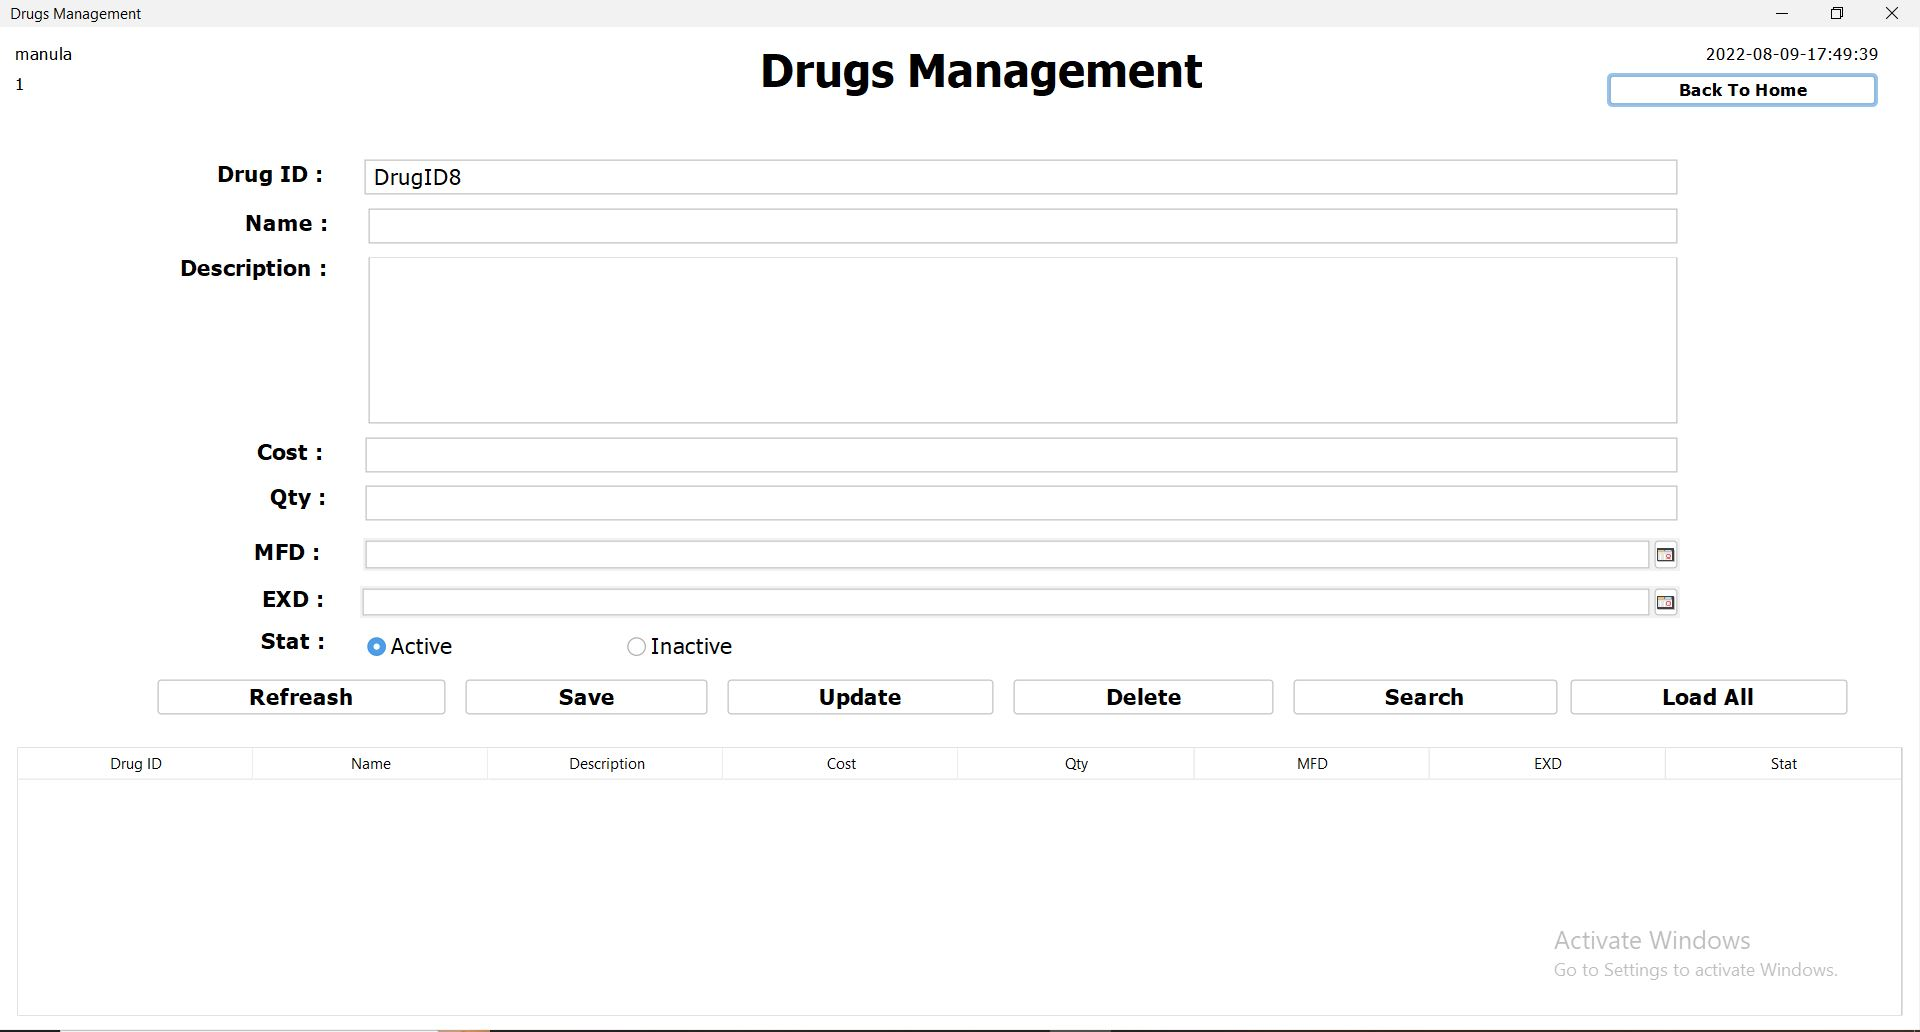 Drugs Management
manula
Drugs Management
2022-08-09-17:49:39
1
Back To Home
Drug ID : DrugID8
Name :
Description :
Cost :
Qty :
MFD :
EXD :
Stat : Active Inactive
Refreash Save Update Delete Search Load All
Drug ID Name Description Cost Qty MFD EXD Stat
Activate Windows
Go to Settings to activate Windows.